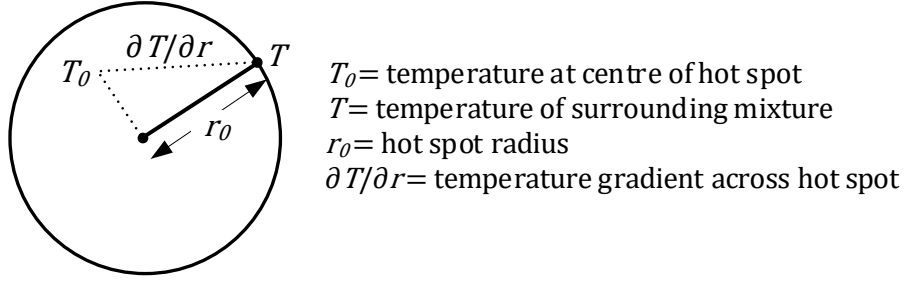 ∂T/∂r
T
T₀
r₀
T₀= temperature at centre of hot spot
T= temperature of surrounding mixture
r₀= hot spot radius
∂T/∂r= temperature gradient across hot spot